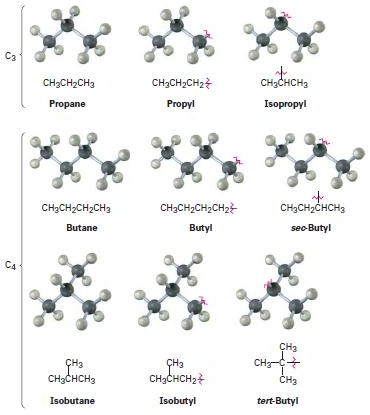 C₃
CH₃CH₂CH₃ CH₃CH₂CH₂ CH₃CHCH₃
Propane Propyl Isopropyl
C₄
CH₃CH₂CH₂CH₃ CH₃CH₂CH₂CH₂ CH₃CH₂CHCH₃
Butane Butyl sec-Butyl
CH₃ CH₃ CH₃
CH₃CHCH₃ CH₃CHCH₂ CH₃—C
CH₃
Isobutane Isobutyl tert-Butyl